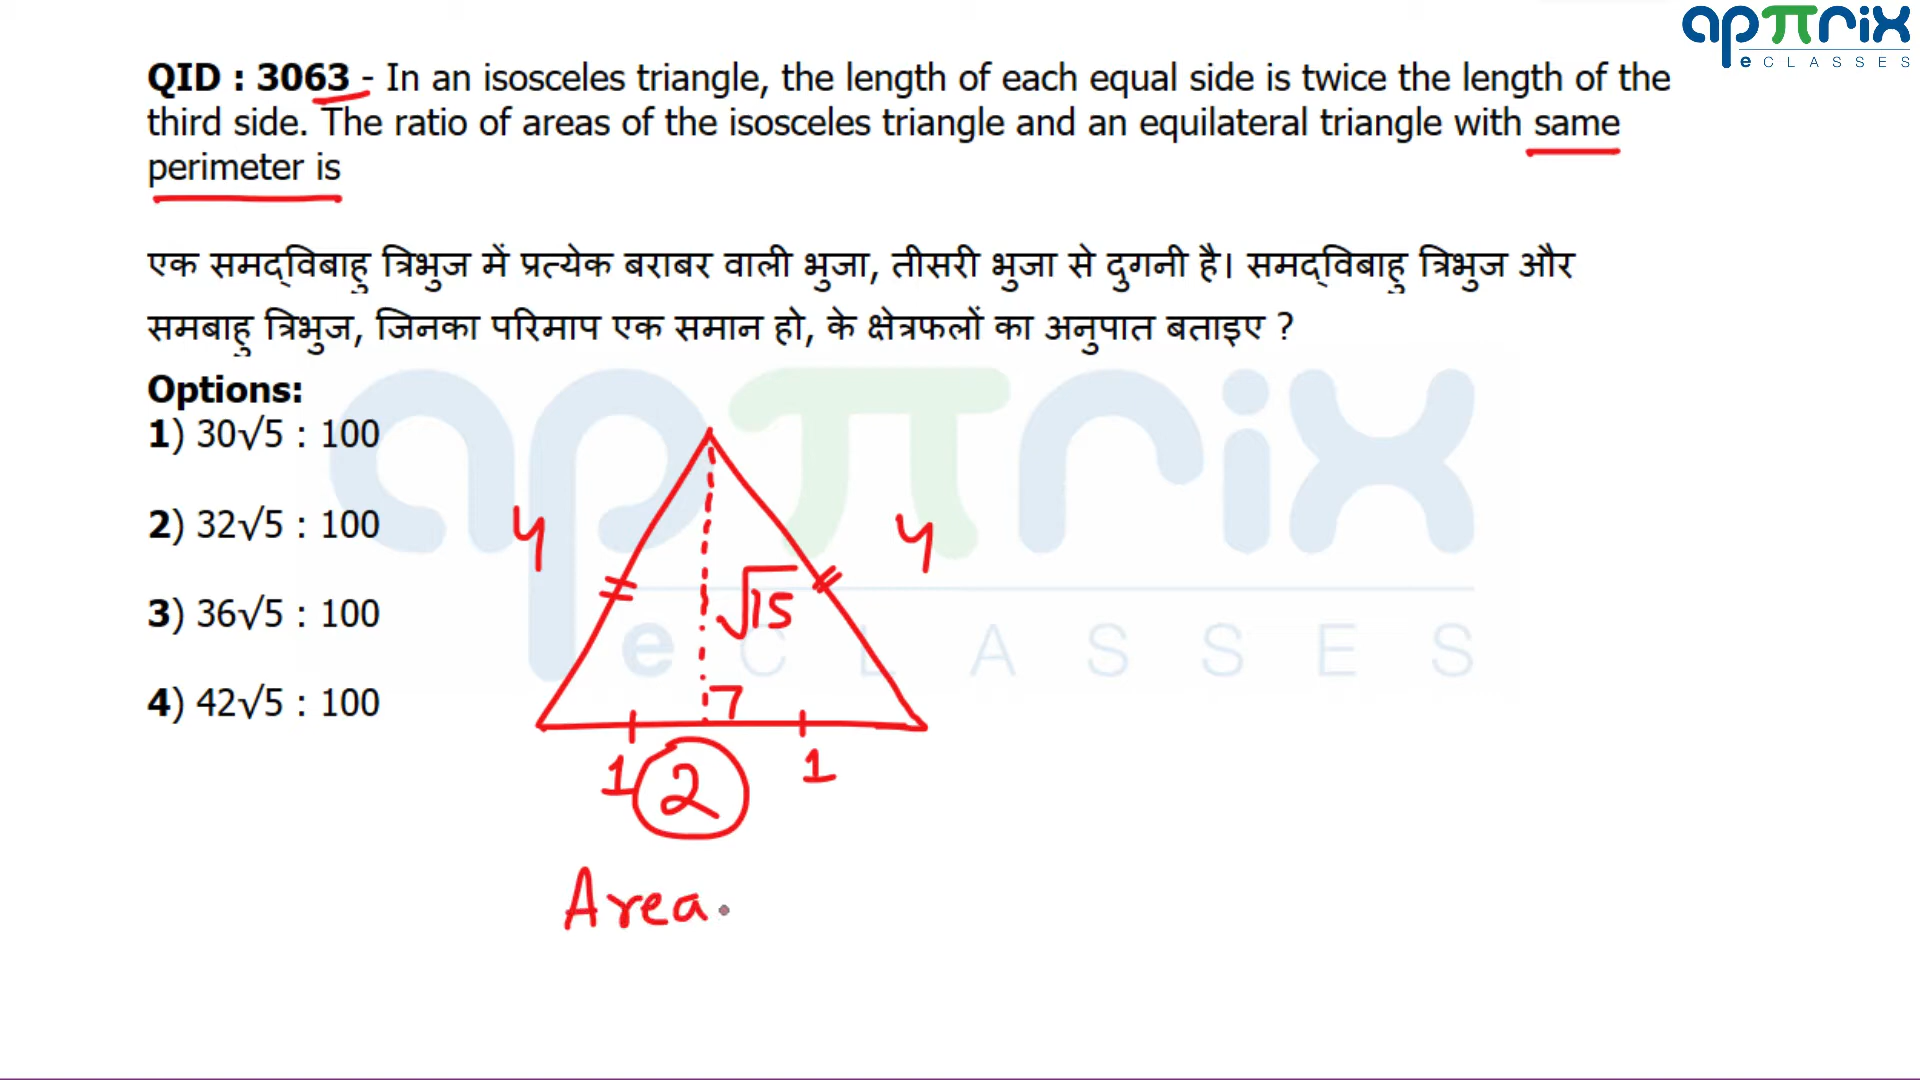 apπrix
eCLASSES
QID : 3063 - In an isosceles triangle, the length of each equal side is twice the length of the
third side. The ratio of areas of the isosceles triangle and an equilateral triangle with same
perimeter is
एक समद्विबाहु त्रिभुज में प्रत्येक बराबर वाली भुजा, तीसरी भुजा से दुगनी है। समद्विबाहु त्रिभुज और
समबाहु त्रिभुज, जिनका परिमाप एक समान हो, के क्षेत्रफलों का अनुपात बताइए ?
Options:
1) 30√5 : 100
2) 32√5 : 100
3) 36√5 : 100
4) 42√5 : 100
apπrix
eCLASSES
4 4
√15
1 2 1
Area